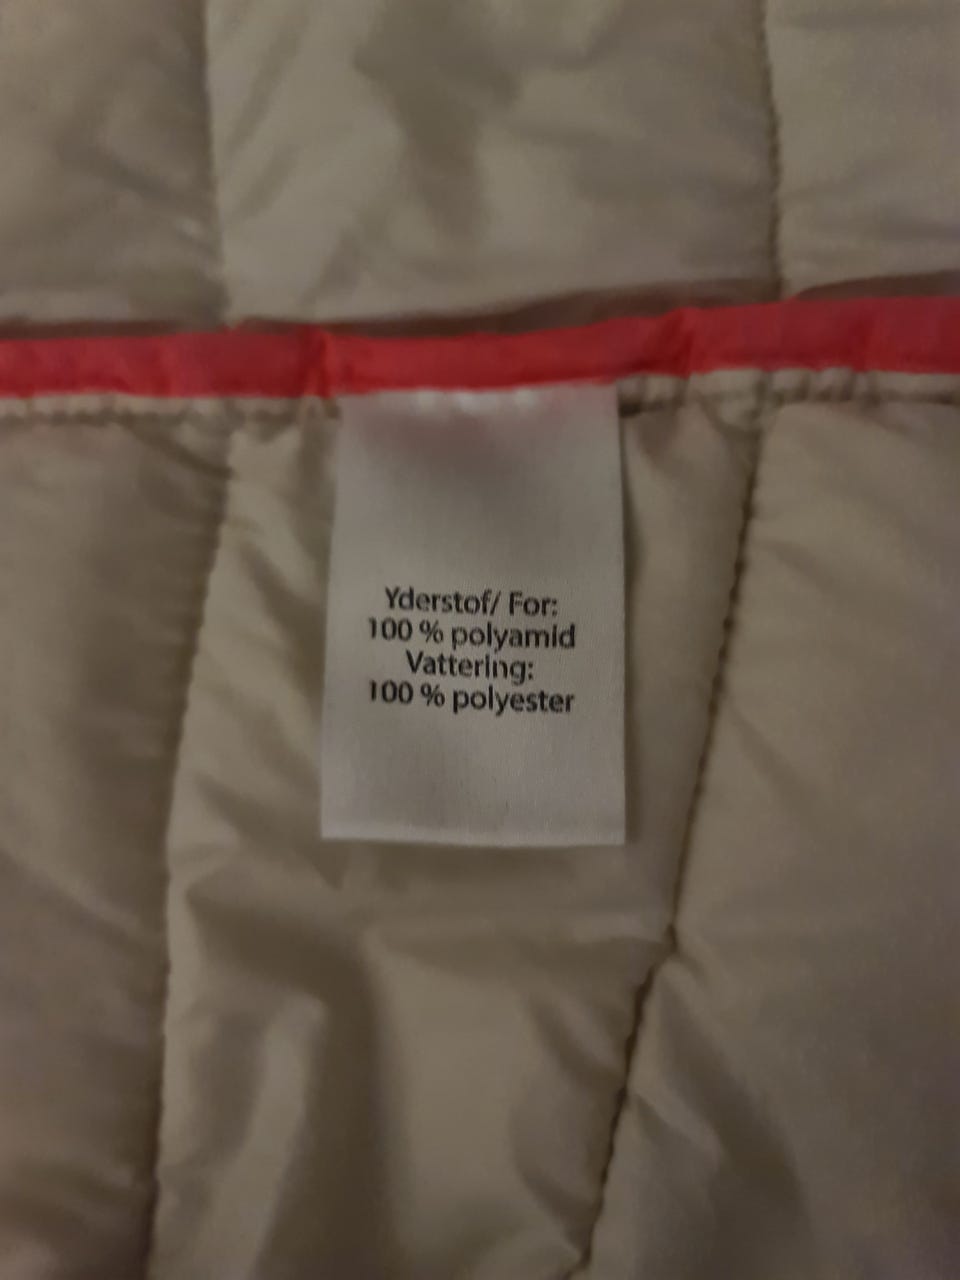 Yderstof/ For:
100 % polyamid
Vattering:
100 % polyester